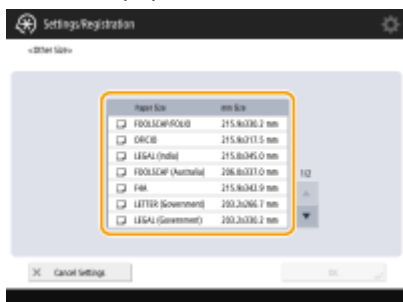 Settings/Registration
<Other Size>
Paper Size mm Size
FOOLSCAP/FOLIO 215.9x330.2 mm
OFICIO 215.9x317.5 mm
LEGAL (India) 215.0x345.0 mm
FOOLSCAP (Australia) 206.0x337.0 mm
F4A 215.9x342.9 mm
LETTER (Government) 203.2x266.7 mm
LEGAL (Government) 203.2x330.2 mm
1/2
Cancel Settings
OK